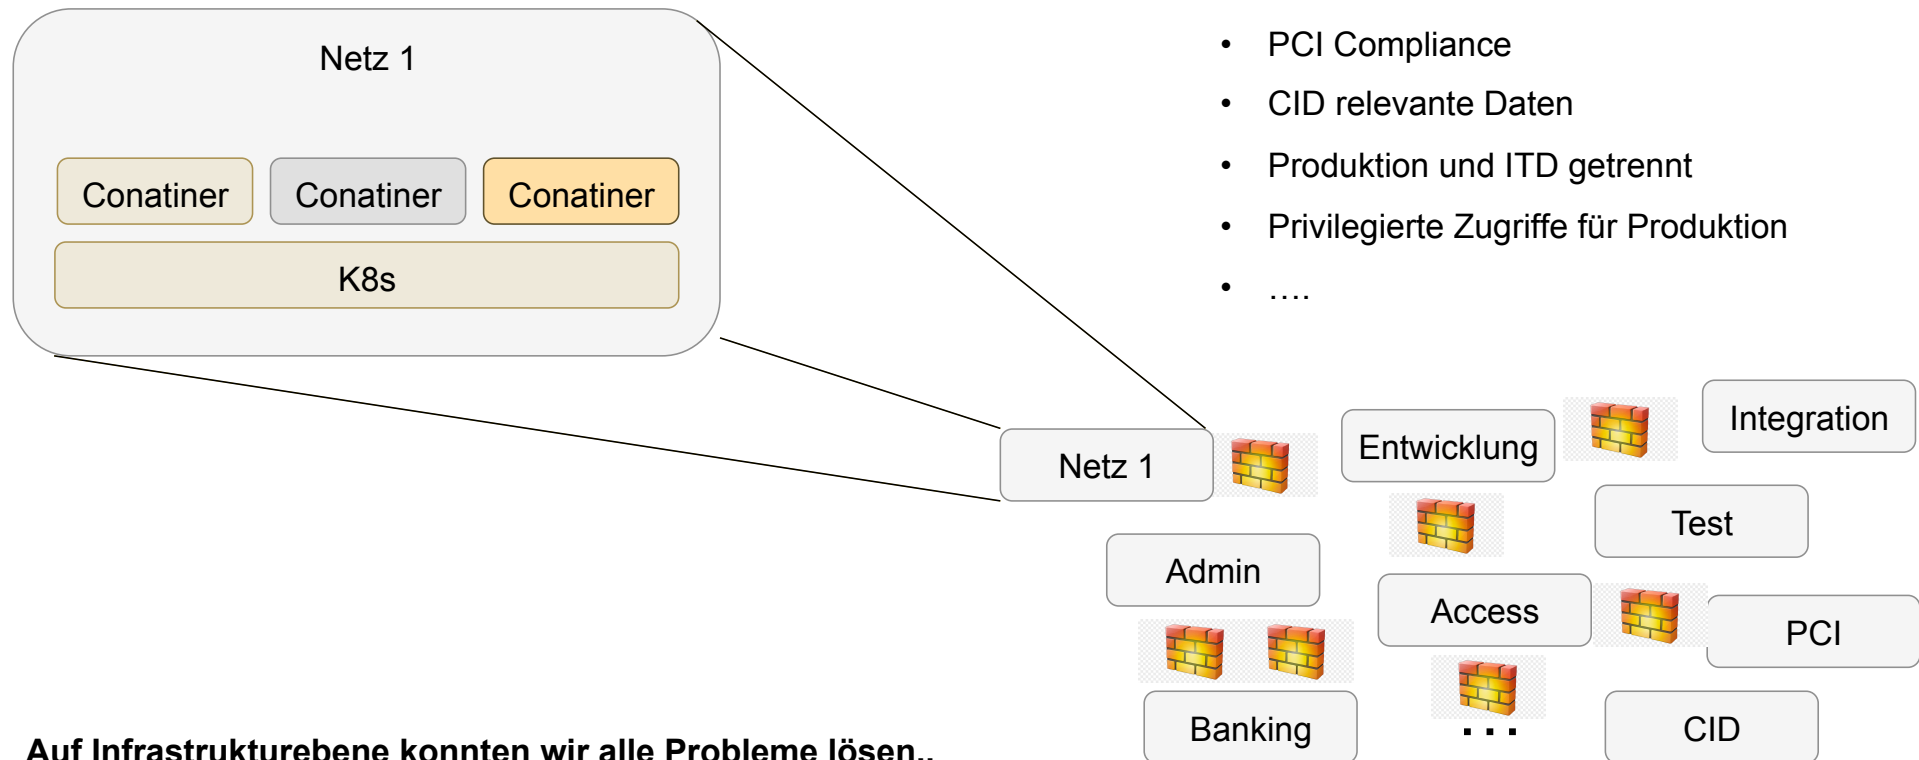 Netz 1
Conatiner
Conatiner
Conatiner
K8s
• PCI Compliance
• CID relevante Daten
• Produktion und ITD getrennt
• Privilegierte Zugriffe für Produktion
• ….
Netz 1
Entwicklung
Integration
Test
Admin
Access
PCI
Banking
...
CID
Auf Infrastrukturebene konnten wir alle Probleme lösen..